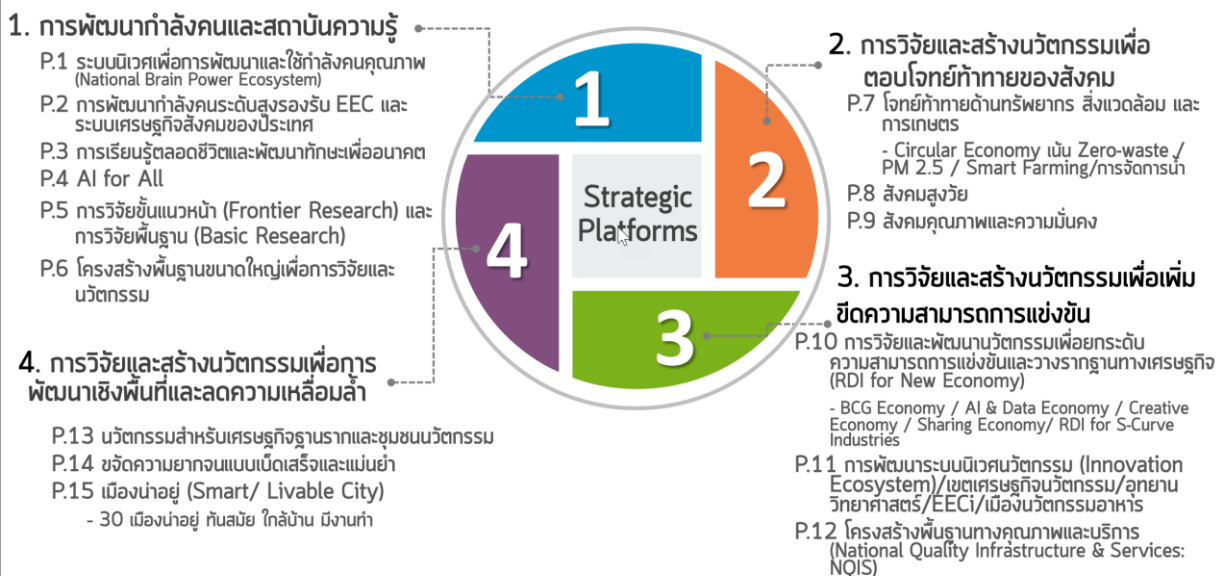 1. การพัฒนากำลังคนและสถาบันความรู้
P.1 ระบบนิเวศเพื่อการพัฒนาและใช้กำลังคนคุณภาพ
(National Brain Power Ecosystem)
P.2 การพัฒนากำลังคนระดับสูงรองรับ EEC และ
ระบบเศรษฐกิจสังคมของประเทศ
P.3 การเรียนรู้ตลอดชีวิตและพัฒนาทักษะเพื่ออนาคต
P.4 AI for All
P.5 การวิจัยขั้นแนวหน้า (Frontier Research) และ
การวิจัยพื้นฐาน (Basic Research)
P.6 โครงสร้างพื้นฐานขนาดใหญ่เพื่อการวิจัยและ
นวัตกรรม
1
2
3
4
Strategic
Platforms
2. การวิจัยและสร้างนวัตกรรมเพื่อ
ตอบโจทย์ท้าทายของสังคม
P.7 โจทย์ท้าทายด้านทรัพยากร สิ่งแวดล้อม และ
การเกษตร
- Circular Economy เน้น Zero-waste /
PM 2.5 / Smart Farming/การจัดการน้ำ
P.8 สังคมสูงวัย
P.9 สังคมคุณภาพและความมั่นคง
3. การวิจัยและสร้างนวัตกรรมเพื่อเพิ่ม
ขีดความสามารถการแข่งขัน
P.10 การวิจัยและพัฒนานวัตกรรมเพื่อยกระดับ
ความสามารถการแข่งขันและวางรากฐานทางเศรษฐกิจ
(RDI for New Economy)
- BCG Economy / AI & Data Economy / Creative
Economy / Sharing Economy/ RDI for S-Curve
Industries
P.11 การพัฒนาระบบนิเวศนวัตกรรม (Innovation
Ecosystem)/เขตเศรษฐกิจนวัตกรรม/อุทยาน
วิทยาศาสตร์/EECi/เมืองนวัตกรรมอาหาร
P.12 โครงสร้างพื้นฐานทางคุณภาพและบริการ
(National Quality Infrastructure & Services:
NQIS)
4. การวิจัยและสร้างนวัตกรรมเพื่อการ
พัฒนาเชิงพื้นที่และลดความเหลื่อมล้ำ
P.13 นวัตกรรมสำหรับเศรษฐกิจฐานรากและชุมชนนวัตกรรม
P.14 ขจัดความยากจนแบบเบ็ดเสร็จและแม่นยำ
P.15 เมืองน่าอยู่ (Smart/ Livable City)
- 30 เมืองน่าอยู่ ทันสมัย ใกล้บ้าน มีงานทำ